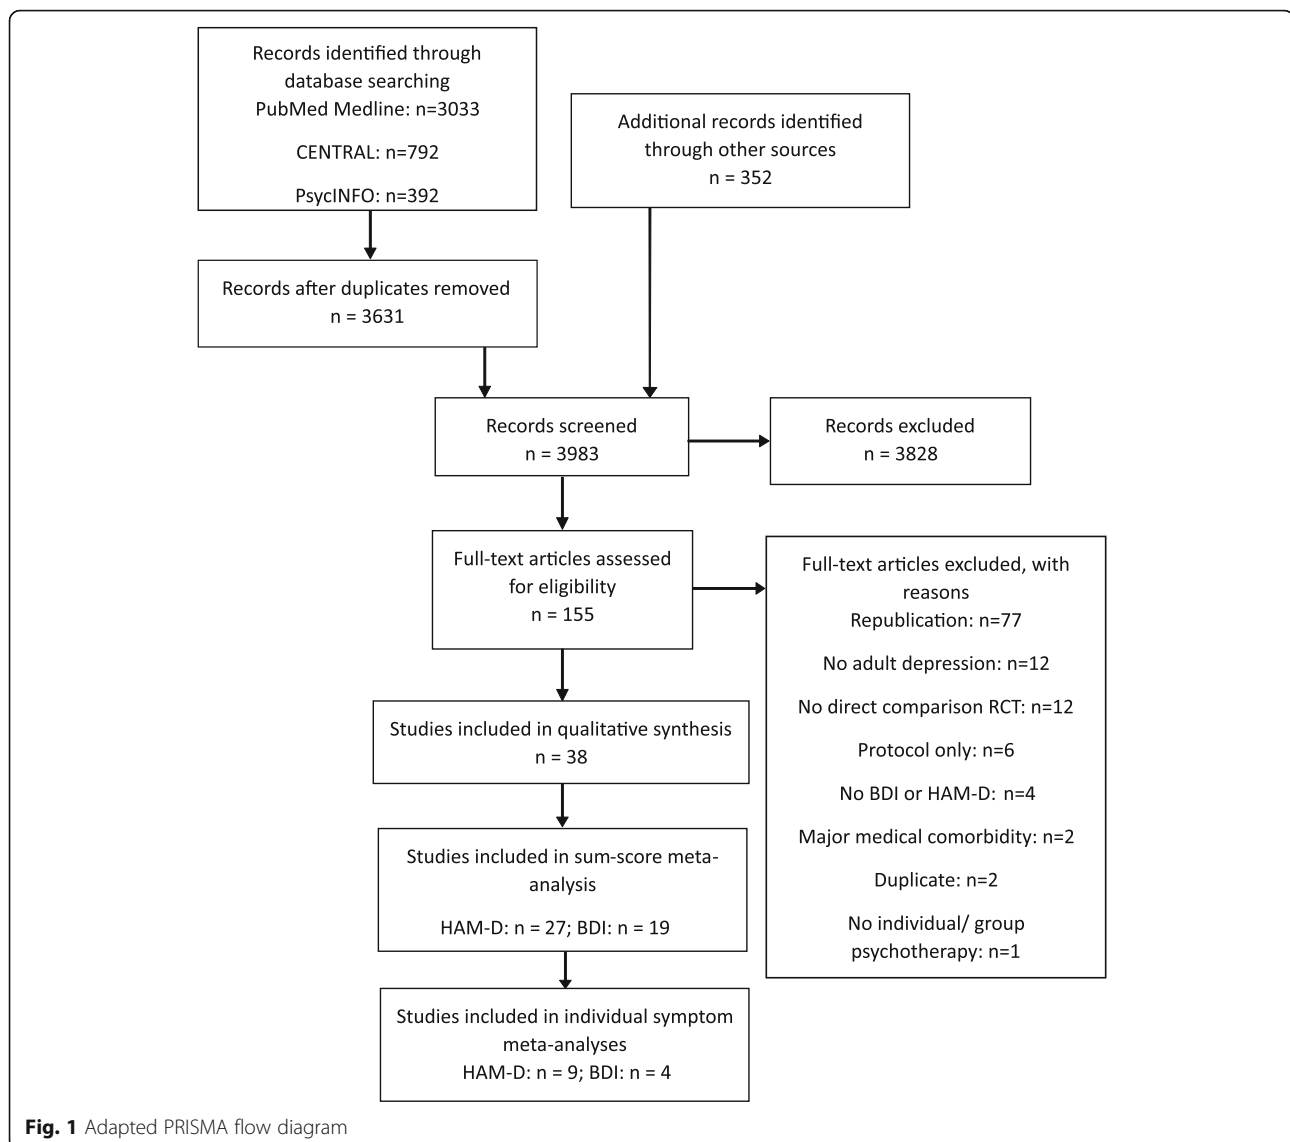 Records identified through
database searching
PubMed Medline: n=3033
CENTRAL: n=792
PsycINFO: n=392
Additional records identified
through other sources
n = 352
Records after duplicates removed
n = 3631
Records screened
n = 3983
Records excluded
n = 3828
Full-text articles assessed
for eligibility
n = 155
Full-text articles excluded, with
reasons
Republication: n=77
No adult depression: n=12
No direct comparison RCT: n=12
Protocol only: n=6
No BDI or HAM-D: n=4
Major medical comorbidity: n=2
Duplicate: n=2
No individual/ group
psychotherapy: n=1
Studies included in qualitative synthesis
n = 38
Studies included in sum-score meta-
analysis
HAM-D: n = 27; BDI: n = 19
Studies included in individual symptom
meta-analyses
HAM-D: n = 9; BDI: n = 4
Fig. 1 Adapted PRISMA flow diagram